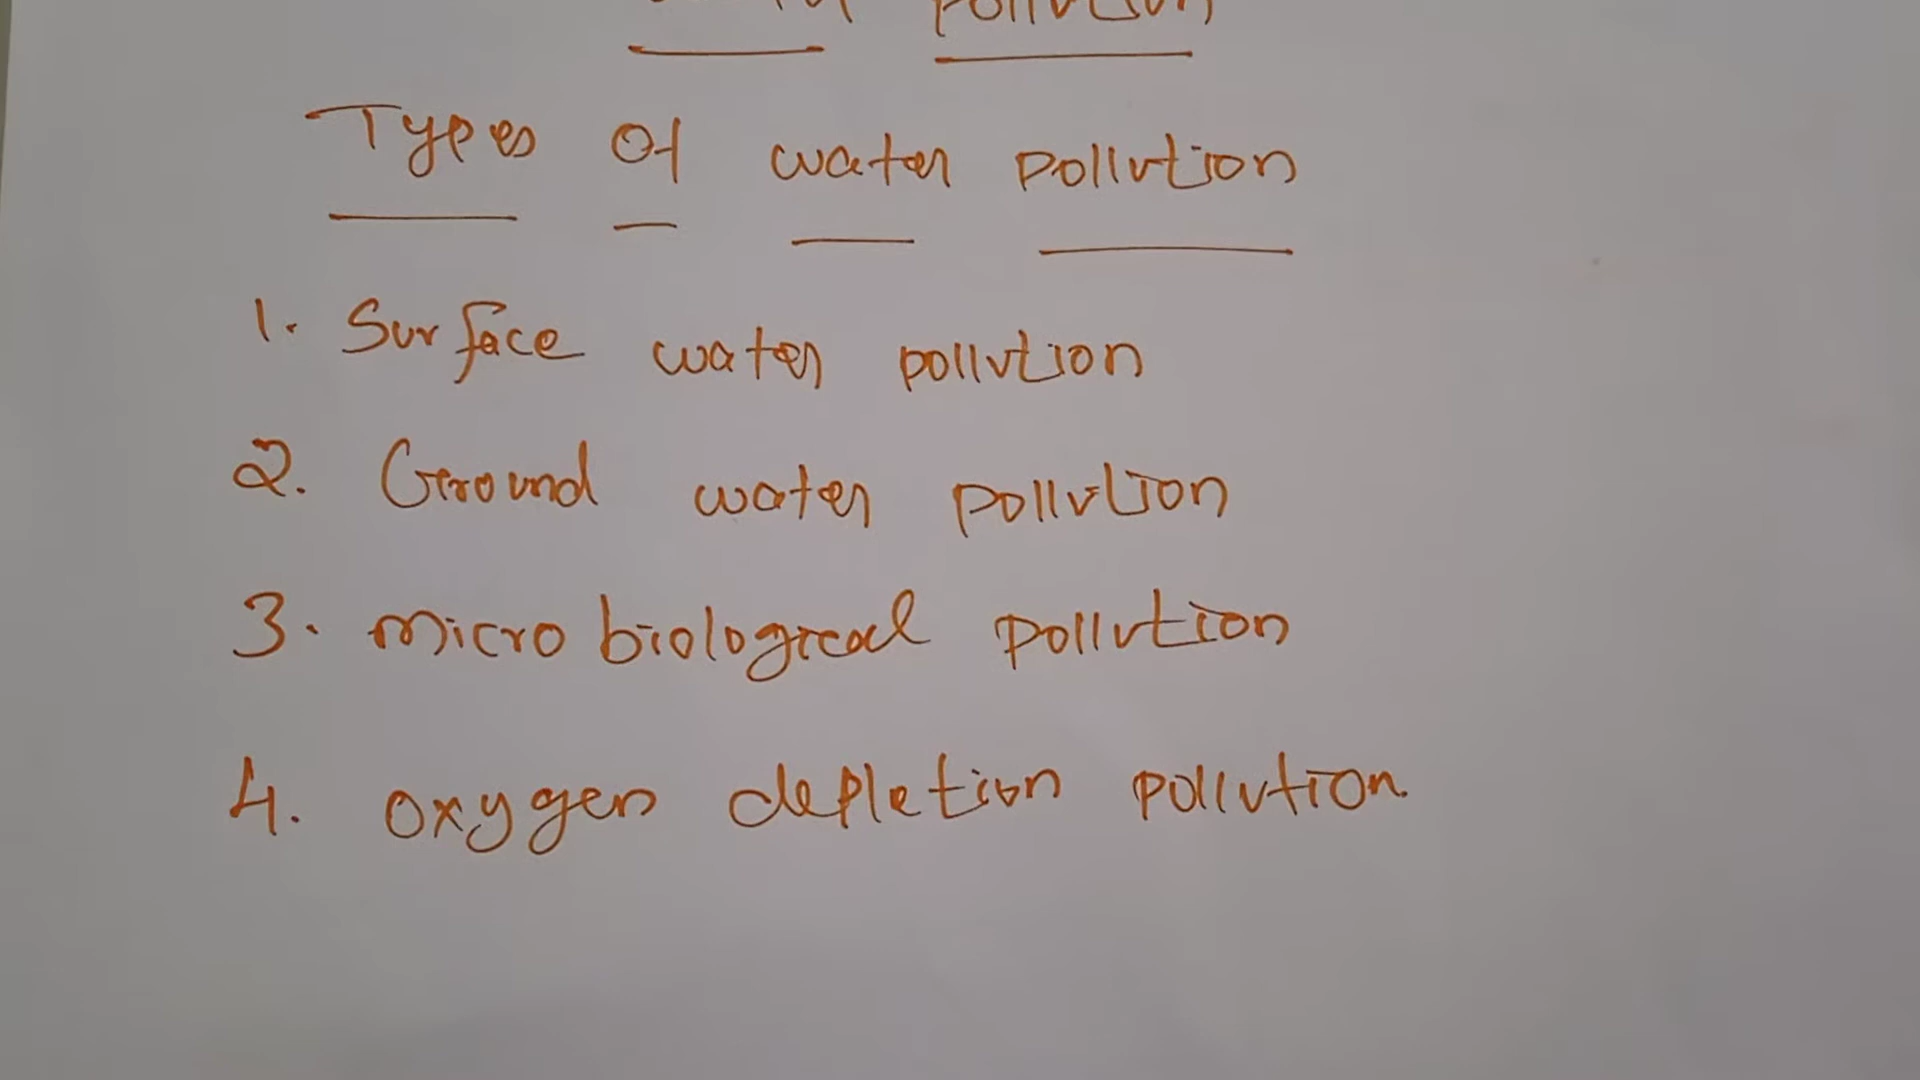 pollution
Types Of water pollution
1. Surface water pollution
2. Ground water pollution
3. micro biological pollution
4. oxygen depletion pollution.